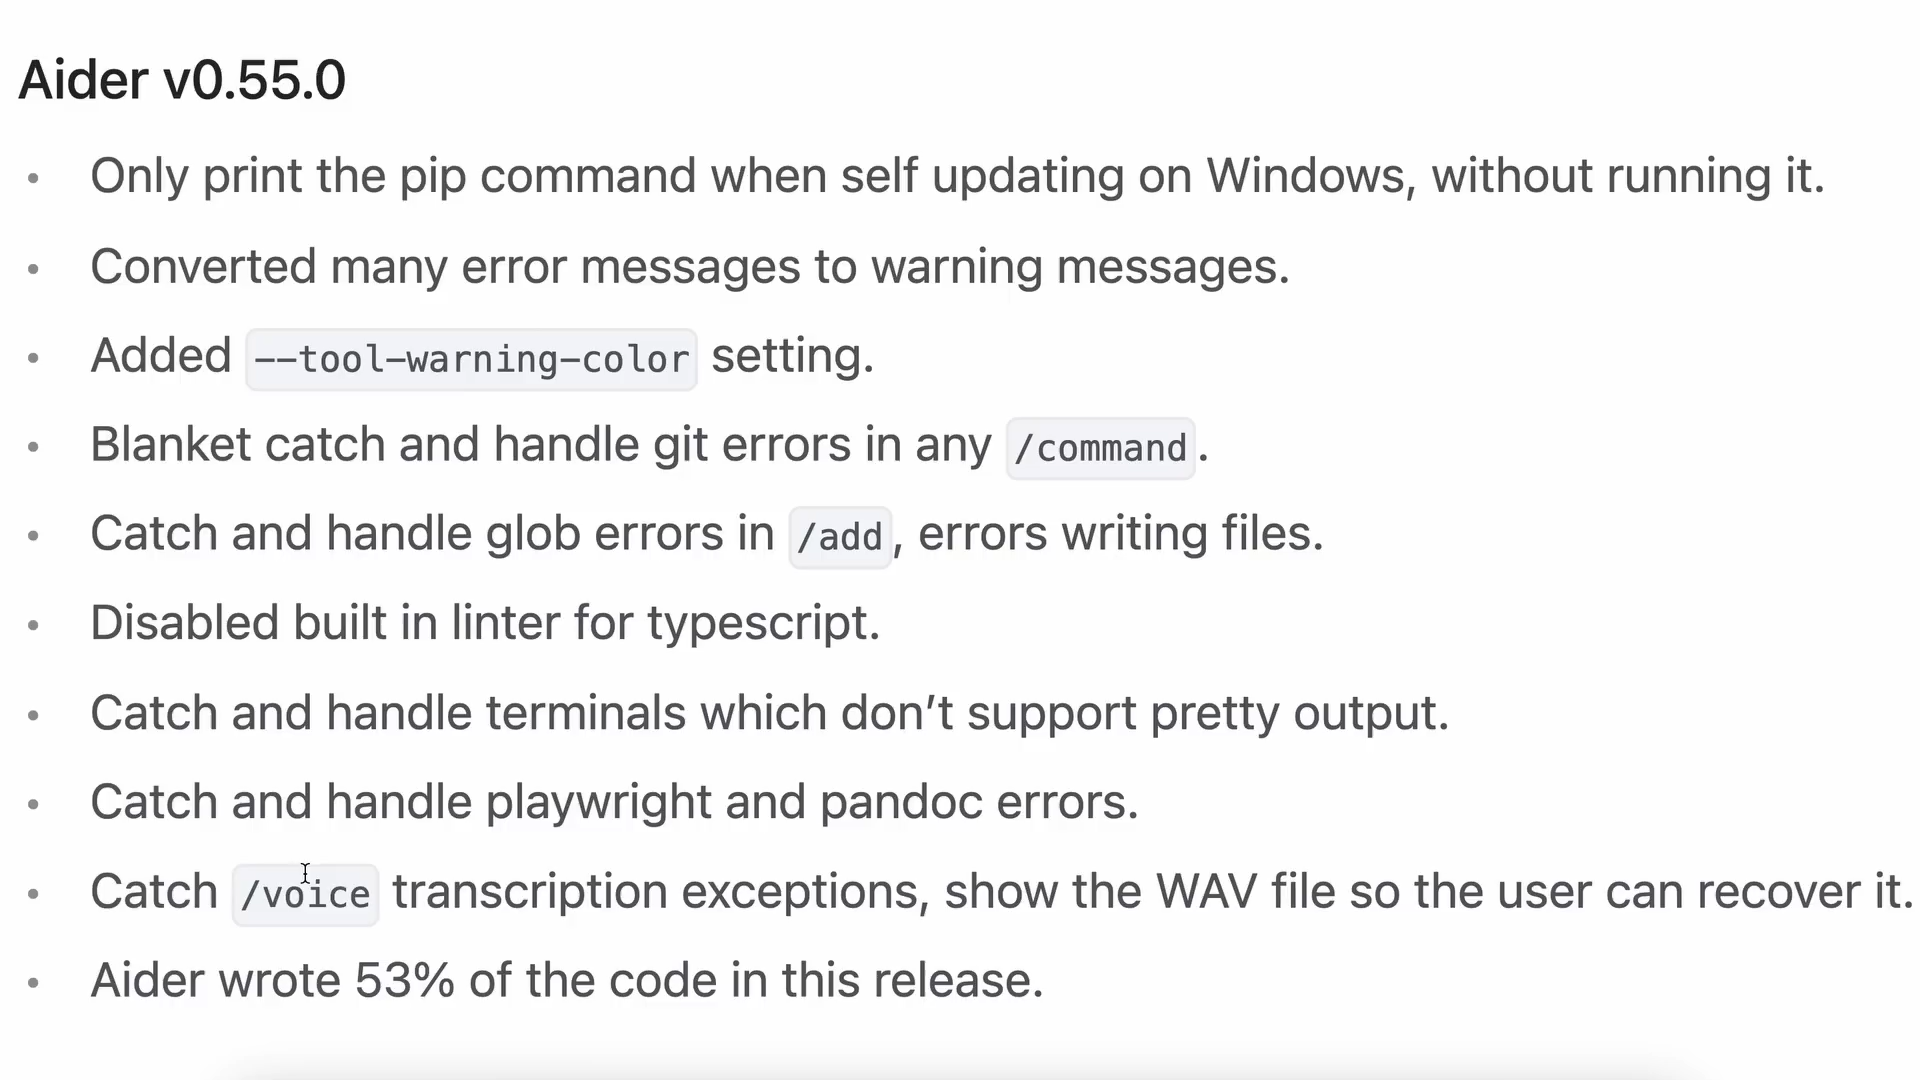 Aider v0.55.0
• Only print the pip command when self updating on Windows, without running it.
• Converted many error messages to warning messages.
• Added --tool-warning-color setting.
• Blanket catch and handle git errors in any /command.
• Catch and handle glob errors in /add, errors writing files.
• Disabled built in linter for typescript.
• Catch and handle terminals which don’t support pretty output.
• Catch and handle playwright and pandoc errors.
• Catch /voice transcription exceptions, show the WAV file so the user can recover it.
• Aider wrote 53% of the code in this release.